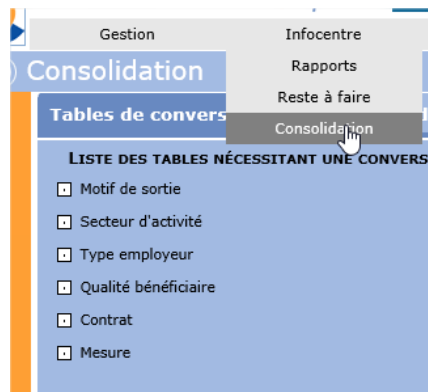 Gestion Infocentre
Consolidation Rapports
Reste à faire
Tables de convers
Consolidation
LISTE DES TABLES NÉCESSITANT UNE CONVERS
Motif de sortie
Secteur d'activité
Type employeur
Qualité bénéficiaire
Contrat
Mesure